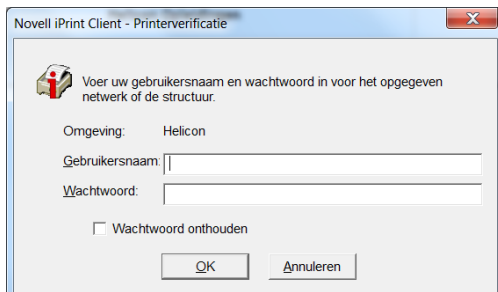 Novell iPrint Client - Printerverificatie
Voer uw gebruikersnaam en wachtwoord in voor het opgegeven
netwerk of de structuur.
Omgeving: Helicon
Gebruikersnaam:
Wachtwoord:
Wachtwoord onthouden
OK Annuleren